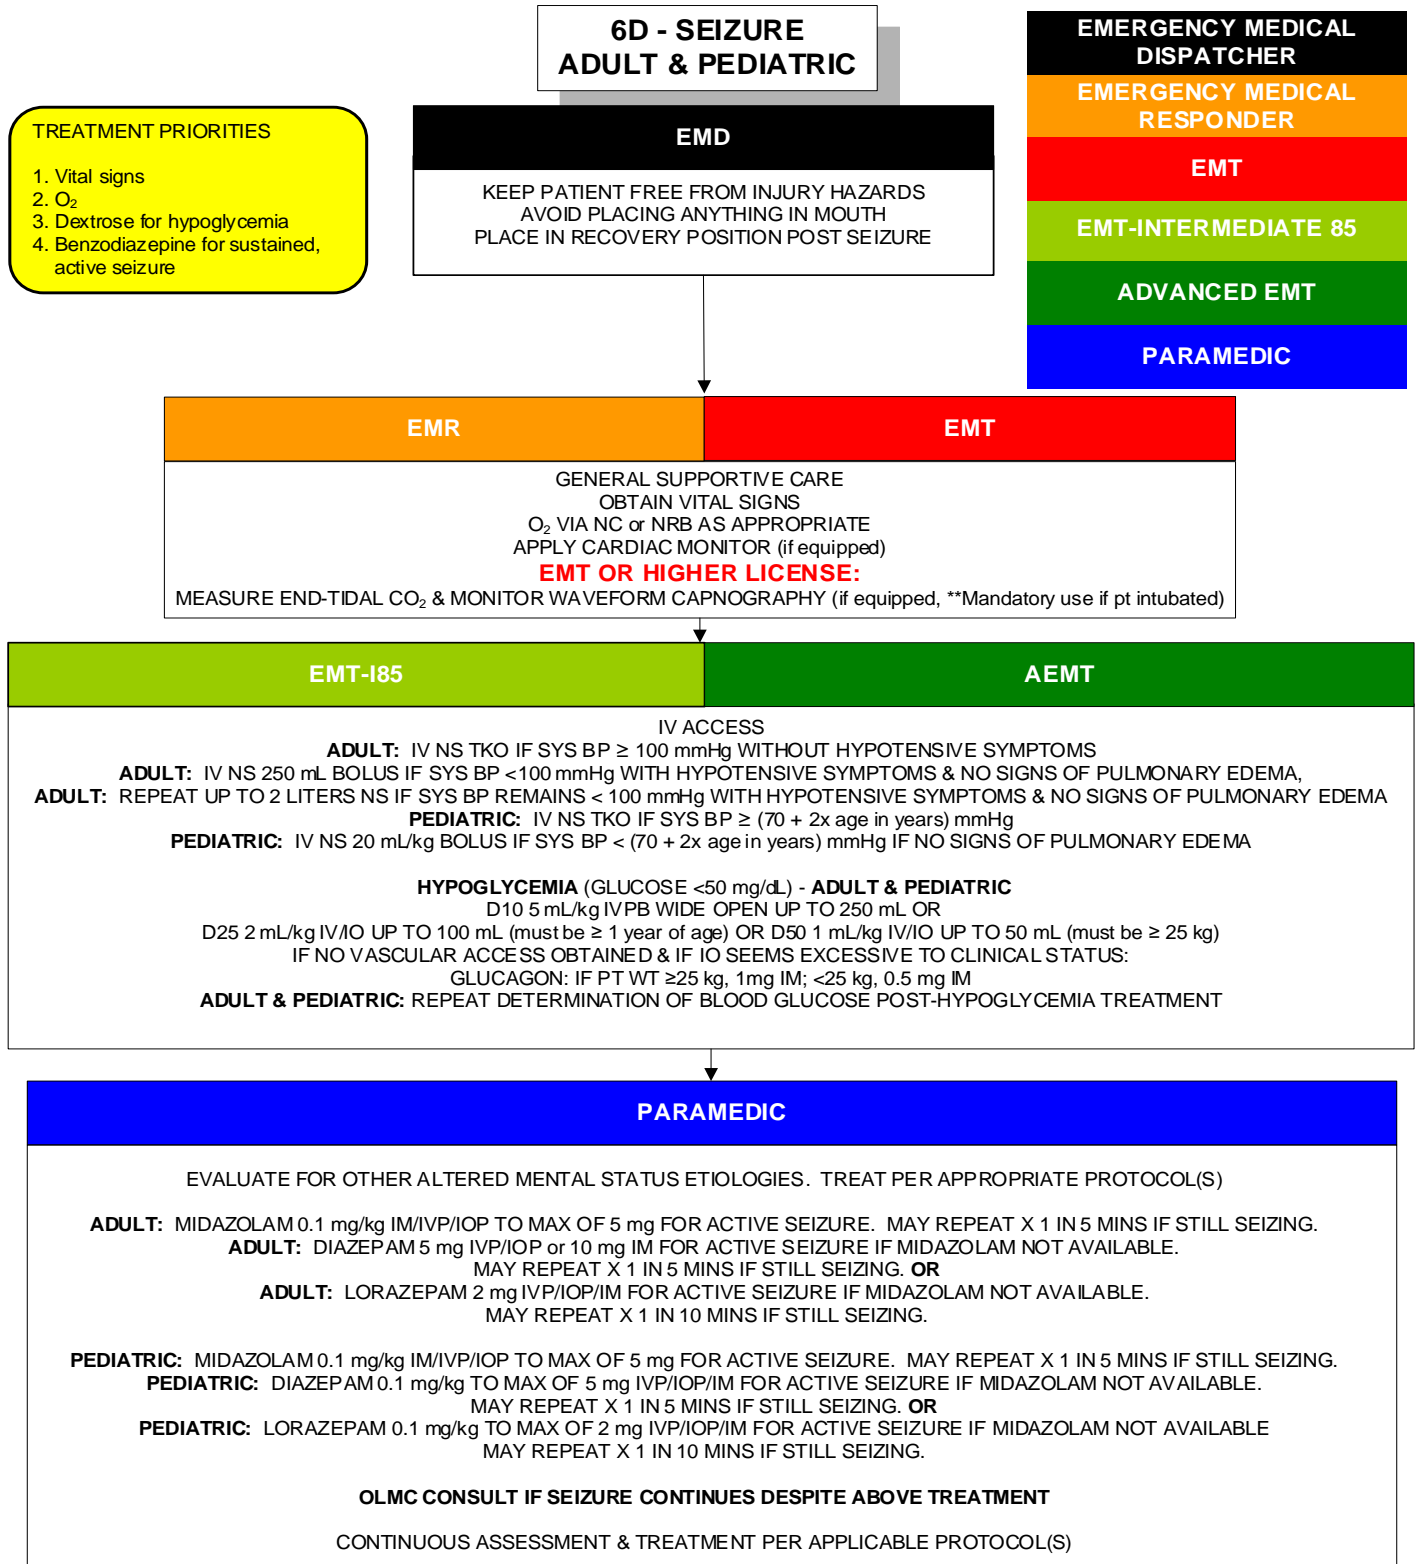 6D - SEIZURE
ADULT & PEDIATRIC
EMERGENCY MEDICAL
DISPATCHER
EMERGENCY MEDICAL
RESPONDER
EMT
EMT-INTERMEDIATE 85
ADVANCED EMT
PARAMEDIC
TREATMENT PRIORITIES
1. Vital signs
2. O₂
3. Dextrose for hypoglycemia
4. Benzodiazepine for sustained,
active seizure
EMD
KEEP PATIENT FREE FROM INJURY HAZARDS
AVOID PLACING ANYTHING IN MOUTH
PLACE IN RECOVERY POSITION POST SEIZURE
EMR
EMT
GENERAL SUPPORTIVE CARE
OBTAIN VITAL SIGNS
O₂ VIA NC or NRB AS APPROPRIATE
APPLY CARDIAC MONITOR (if equipped)
EMT OR HIGHER LICENSE:
MEASURE END-TIDAL CO₂ & MONITOR WAVEFORM CAPNOGRAPHY (if equipped, **Mandatory use if pt intubated)
EMT-I85
AEMT
IV ACCESS
ADULT: IV NS TKO IF SYS BP ≥ 100 mmHg WITHOUT HYPOTENSIVE SYMPTOMS
ADULT: IV NS 250 mL BOLUS IF SYS BP <100 mmHg WITH HYPOTENSIVE SYMPTOMS & NO SIGNS OF PULMONARY EDEMA,
ADULT: REPEAT UP TO 2 LITERS NS IF SYS BP REMAINS < 100 mmHg WITH HYPOTENSIVE SYMPTOMS & NO SIGNS OF PULMONARY EDEMA
PEDIATRIC: IV NS TKO IF SYS BP ≥ (70 + 2x age in years) mmHg
PEDIATRIC: IV NS 20 mL/kg BOLUS IF SYS BP < (70 + 2x age in years) mmHg IF NO SIGNS OF PULMONARY EDEMA
HYPOGLYCEMIA (GLUCOSE <50 mg/dL) - ADULT & PEDIATRIC
D10 5 mL/kg IVPB WIDE OPEN UP TO 250 mL OR
D25 2 mL/kg IV/IO UP TO 100 mL (must be ≥ 1 year of age) OR D50 1 mL/kg IV/IO UP TO 50 mL (must be ≥ 25 kg)
IF NO VASCULAR ACCESS OBTAINED & IF IO SEEMS EXCESSIVE TO CLINICAL STATUS:
GLUCAGON: IF PT WT ≥25 kg, 1mg IM; <25 kg, 0.5 mg IM
ADULT & PEDIATRIC: REPEAT DETERMINATION OF BLOOD GLUCOSE POST-HYPOGLYCEMIA TREATMENT
PARAMEDIC
EVALUATE FOR OTHER ALTERED MENTAL STATUS ETIOLOGIES. TREAT PER APPROPRIATE PROTOCOL(S)
ADULT: MIDAZOLAM 0.1 mg/kg IM/IVP/IOP TO MAX OF 5 mg FOR ACTIVE SEIZURE. MAY REPEAT X 1 IN 5 MINS IF STILL SEIZING.
ADULT: DIAZEPAM 5 mg IVP/IOP or 10 mg IM FOR ACTIVE SEIZURE IF MIDAZOLAM NOT AVAILABLE.
MAY REPEAT X 1 IN 5 MINS IF STILL SEIZING. OR
ADULT: LORAZEPAM 2 mg IVP/IOP/IM FOR ACTIVE SEIZURE IF MIDAZOLAM NOT AVAILABLE.
MAY REPEAT X 1 IN 10 MINS IF STILL SEIZING.
PEDIATRIC: MIDAZOLAM 0.1 mg/kg IM/IVP/IOP TO MAX OF 5 mg FOR ACTIVE SEIZURE. MAY REPEAT X 1 IN 5 MINS IF STILL SEIZING.
PEDIATRIC: DIAZEPAM 0.1 mg/kg TO MAX OF 5 mg IVP/IOP/IM FOR ACTIVE SEIZURE IF MIDAZOLAM NOT AVAILABLE.
MAY REPEAT X 1 IN 5 MINS IF STILL SEIZING. OR
PEDIATRIC: LORAZEPAM 0.1 mg/kg TO MAX OF 2 mg IVP/IOP/IM FOR ACTIVE SEIZURE IF MIDAZOLAM NOT AVAILABLE
MAY REPEAT X 1 IN 10 MINS IF STILL SEIZING.
OLMC CONSULT IF SEIZURE CONTINUES DESPITE ABOVE TREATMENT
CONTINUOUS ASSESSMENT & TREATMENT PER APPLICABLE PROTOCOL(S)